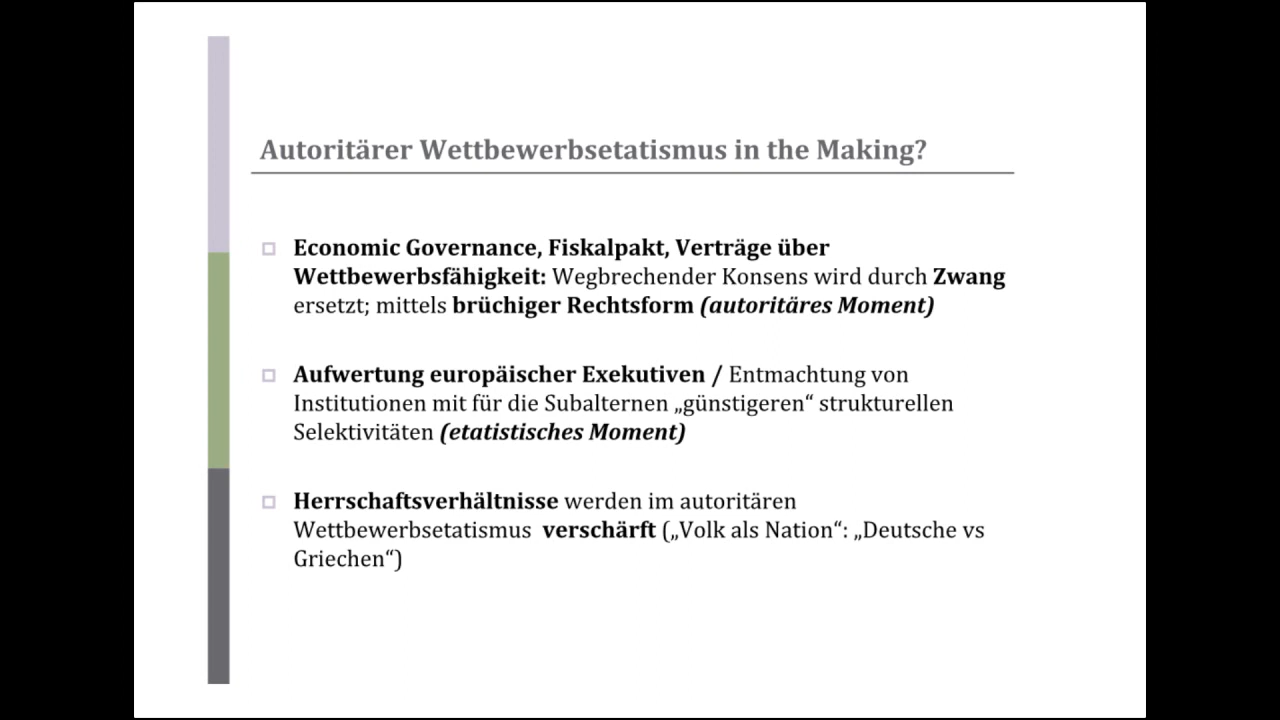 Autoritärer Wettbewerbsetatismus in the Making?
Economic Governance, Fiskalpakt, Verträge über
Wettbewerbsfähigkeit: Wegbrechender Konsens wird durch Zwang
ersetzt; mittels brüchiger Rechtsform (autoritäres Moment)
Aufwertung europäischer Exekutiven / Entmachtung von
Institutionen mit für die Subalternen „günstigeren“ strukturellen
Selektivitäten (etatistisches Moment)
Herrschaftsverhältnisse werden im autoritären
Wettbewerbsetatismus verschärft („Volk als Nation“: „Deutsche vs
Griechen“)